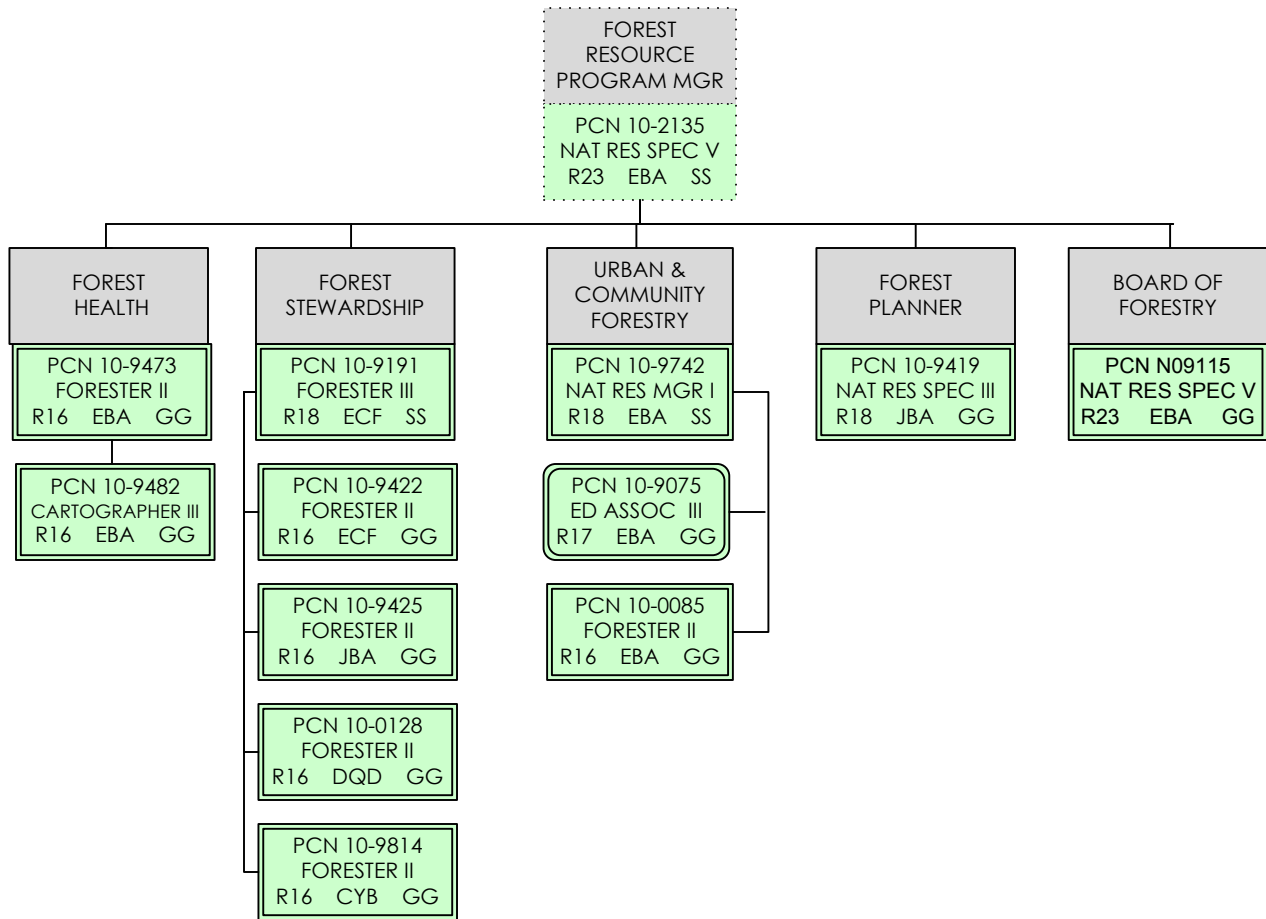 FOREST
RESOURCE
PROGRAM MGR
PCN 10-2135
NAT RES SPEC V
R23 EBA SS
FOREST
HEALTH
PCN 10-9473
FORESTER II
R16 EBA GG
PCN 10-9482
CARTOGRAPHER III
R16 EBA GG
FOREST
STEWARDSHIP
PCN 10-9191
FORESTER III
R18 ECF SS
PCN 10-9422
FORESTER II
R16 ECF GG
PCN 10-9425
FORESTER II
R16 JBA GG
PCN 10-0128
FORESTER II
R16 DQD GG
PCN 10-9814
FORESTER II
R16 CYB GG
URBAN &
COMMUNITY
FORESTRY
PCN 10-9742
NAT RES MGR I
R18 EBA SS
PCN 10-9075
ED ASSOC III
R17 EBA GG
PCN 10-0085
FORESTER II
R16 EBA GG
FOREST
PLANNER
PCN 10-9419
NAT RES SPEC III
R18 JBA GG
BOARD OF
FORESTRY
PCN N09115
NAT RES SPEC V
R23 EBA GG